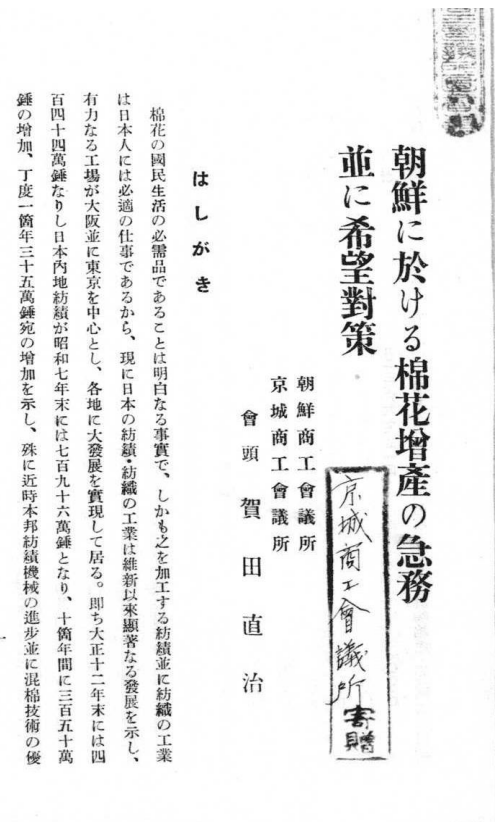 朝鮮に於ける棉花増產の急務
並に希望對策
朝鮮商工會議所
京城商工會議所
會頭 賀田直治
京城商工會議所寄贈
はしがき
棉花の國民生活の必需品であることは明白なる事實で、しかも之を加工する紡績並に紡織の工業
は日本人には必適の仕事であるから、現に日本の紡績・紡織の工業は維新以來顯著なる發展を示し、
有力なる工場が大阪並に東京を中心とし、各地に大發展を實現して居る。卽ち大正十二年末には四
百四十四萬錘なりし日本內地紡績が昭和七年末には七百九十六萬錘となり、十箇年間に三百五十萬
錘の增加、丁度一箇年三十五萬錘宛の增加を示し、殊に近時本邦紡績機械の進步並に混棉技術の優
一